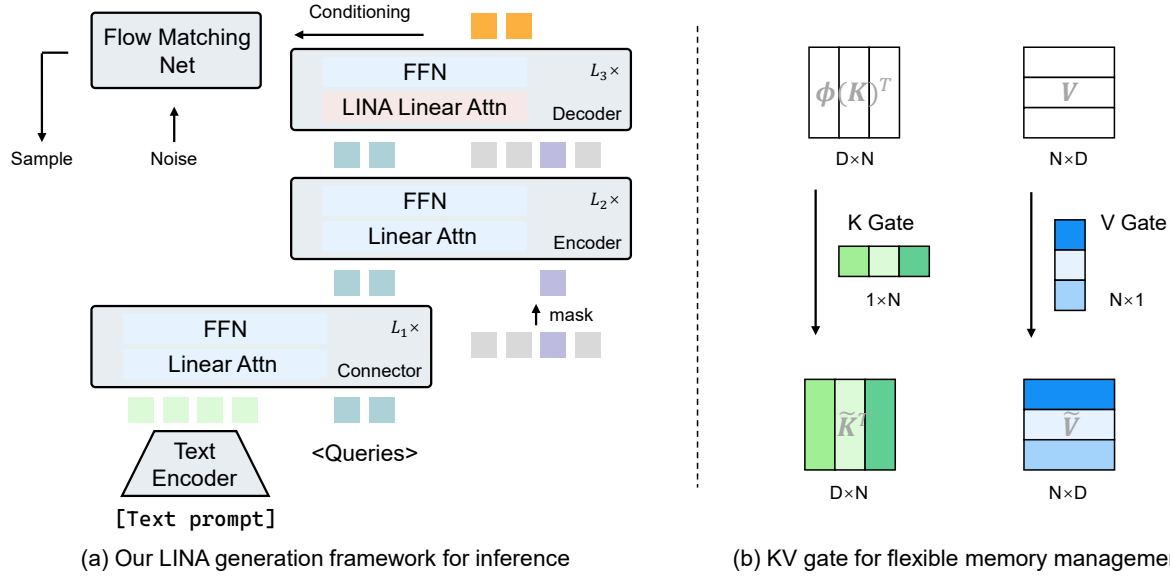 Conditioning
Flow Matching
Net
FFN
L₃×
LINA Linear Attn
Decoder
Sample
Noise
FFN
L₂×
Linear Attn
Encoder
mask
FFN
L₁×
Linear Attn
Connector
Text
Encoder
<Queries>
[Text prompt]
(a) Our LINA generation framework for inference
ϕ(K)ᵀ
V
D×N
N×D
K Gate
V Gate
1×N
N×1
K̃ᵀ
Ṽ
D×N
N×D
(b) KV gate for flexible memory manageme